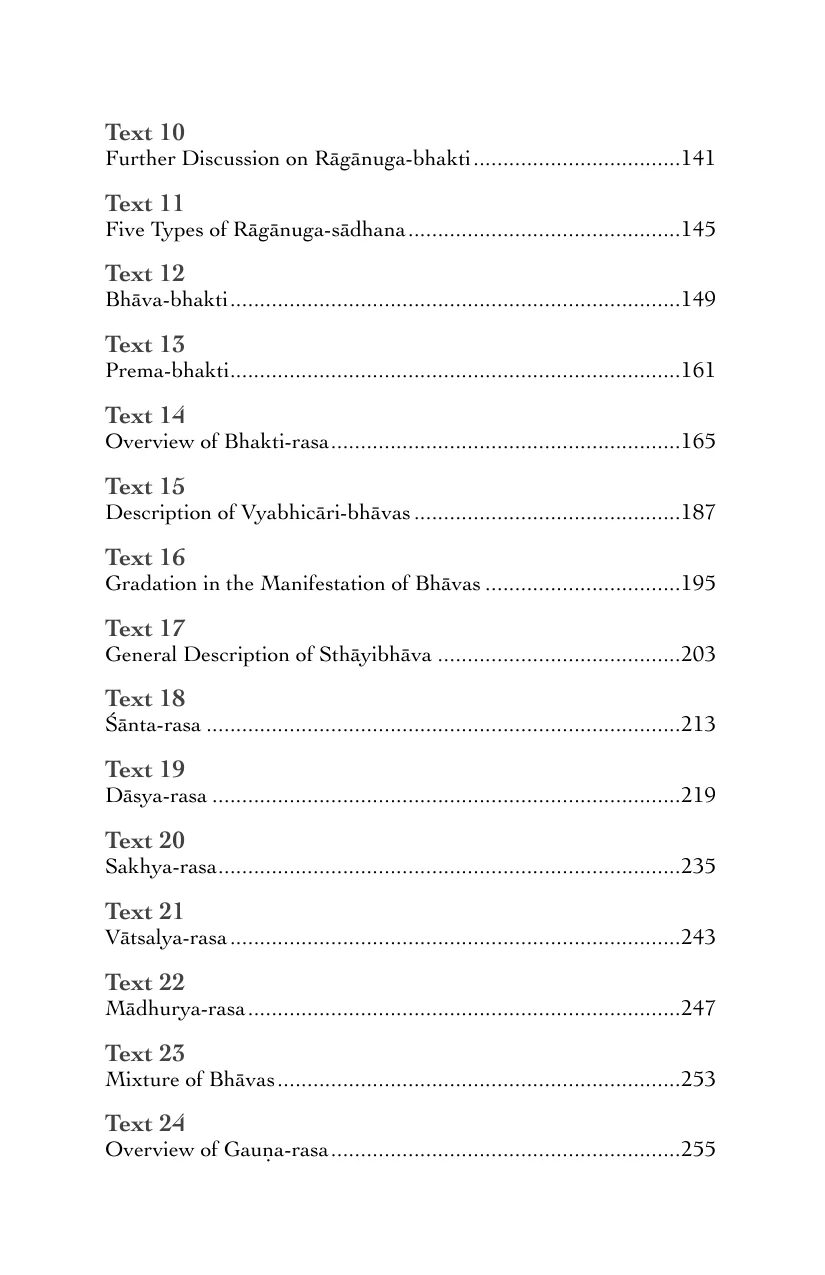 Text 10
Further Discussion on Rāgānuga-bhakti...................................141
Text 11
Five Types of Rāgānuga-sādhana..............................................145
Text 12
Bhāva-bhakti...........................................................................149
Text 13
Prema-bhakti...........................................................................161
Text 14
Overview of Bhakti-rasa...........................................................165
Text 15
Description of Vyabhicāri-bhāvas .............................................187
Text 16
Gradation in the Manifestation of Bhāvas .................................195
Text 17
General Description of Sthāyibhāva .........................................203
Text 18
Śānta-rasa ...............................................................................213
Text 19
Dāsya-rasa ..............................................................................219
Text 20
Sakhya-rasa.............................................................................235
Text 21
Vātsalya-rasa...........................................................................243
Text 22
Mādhurya-rasa.........................................................................247
Text 23
Mixture of Bhāvas....................................................................253
Text 24
Overview of Gauṇa-rasa...........................................................255